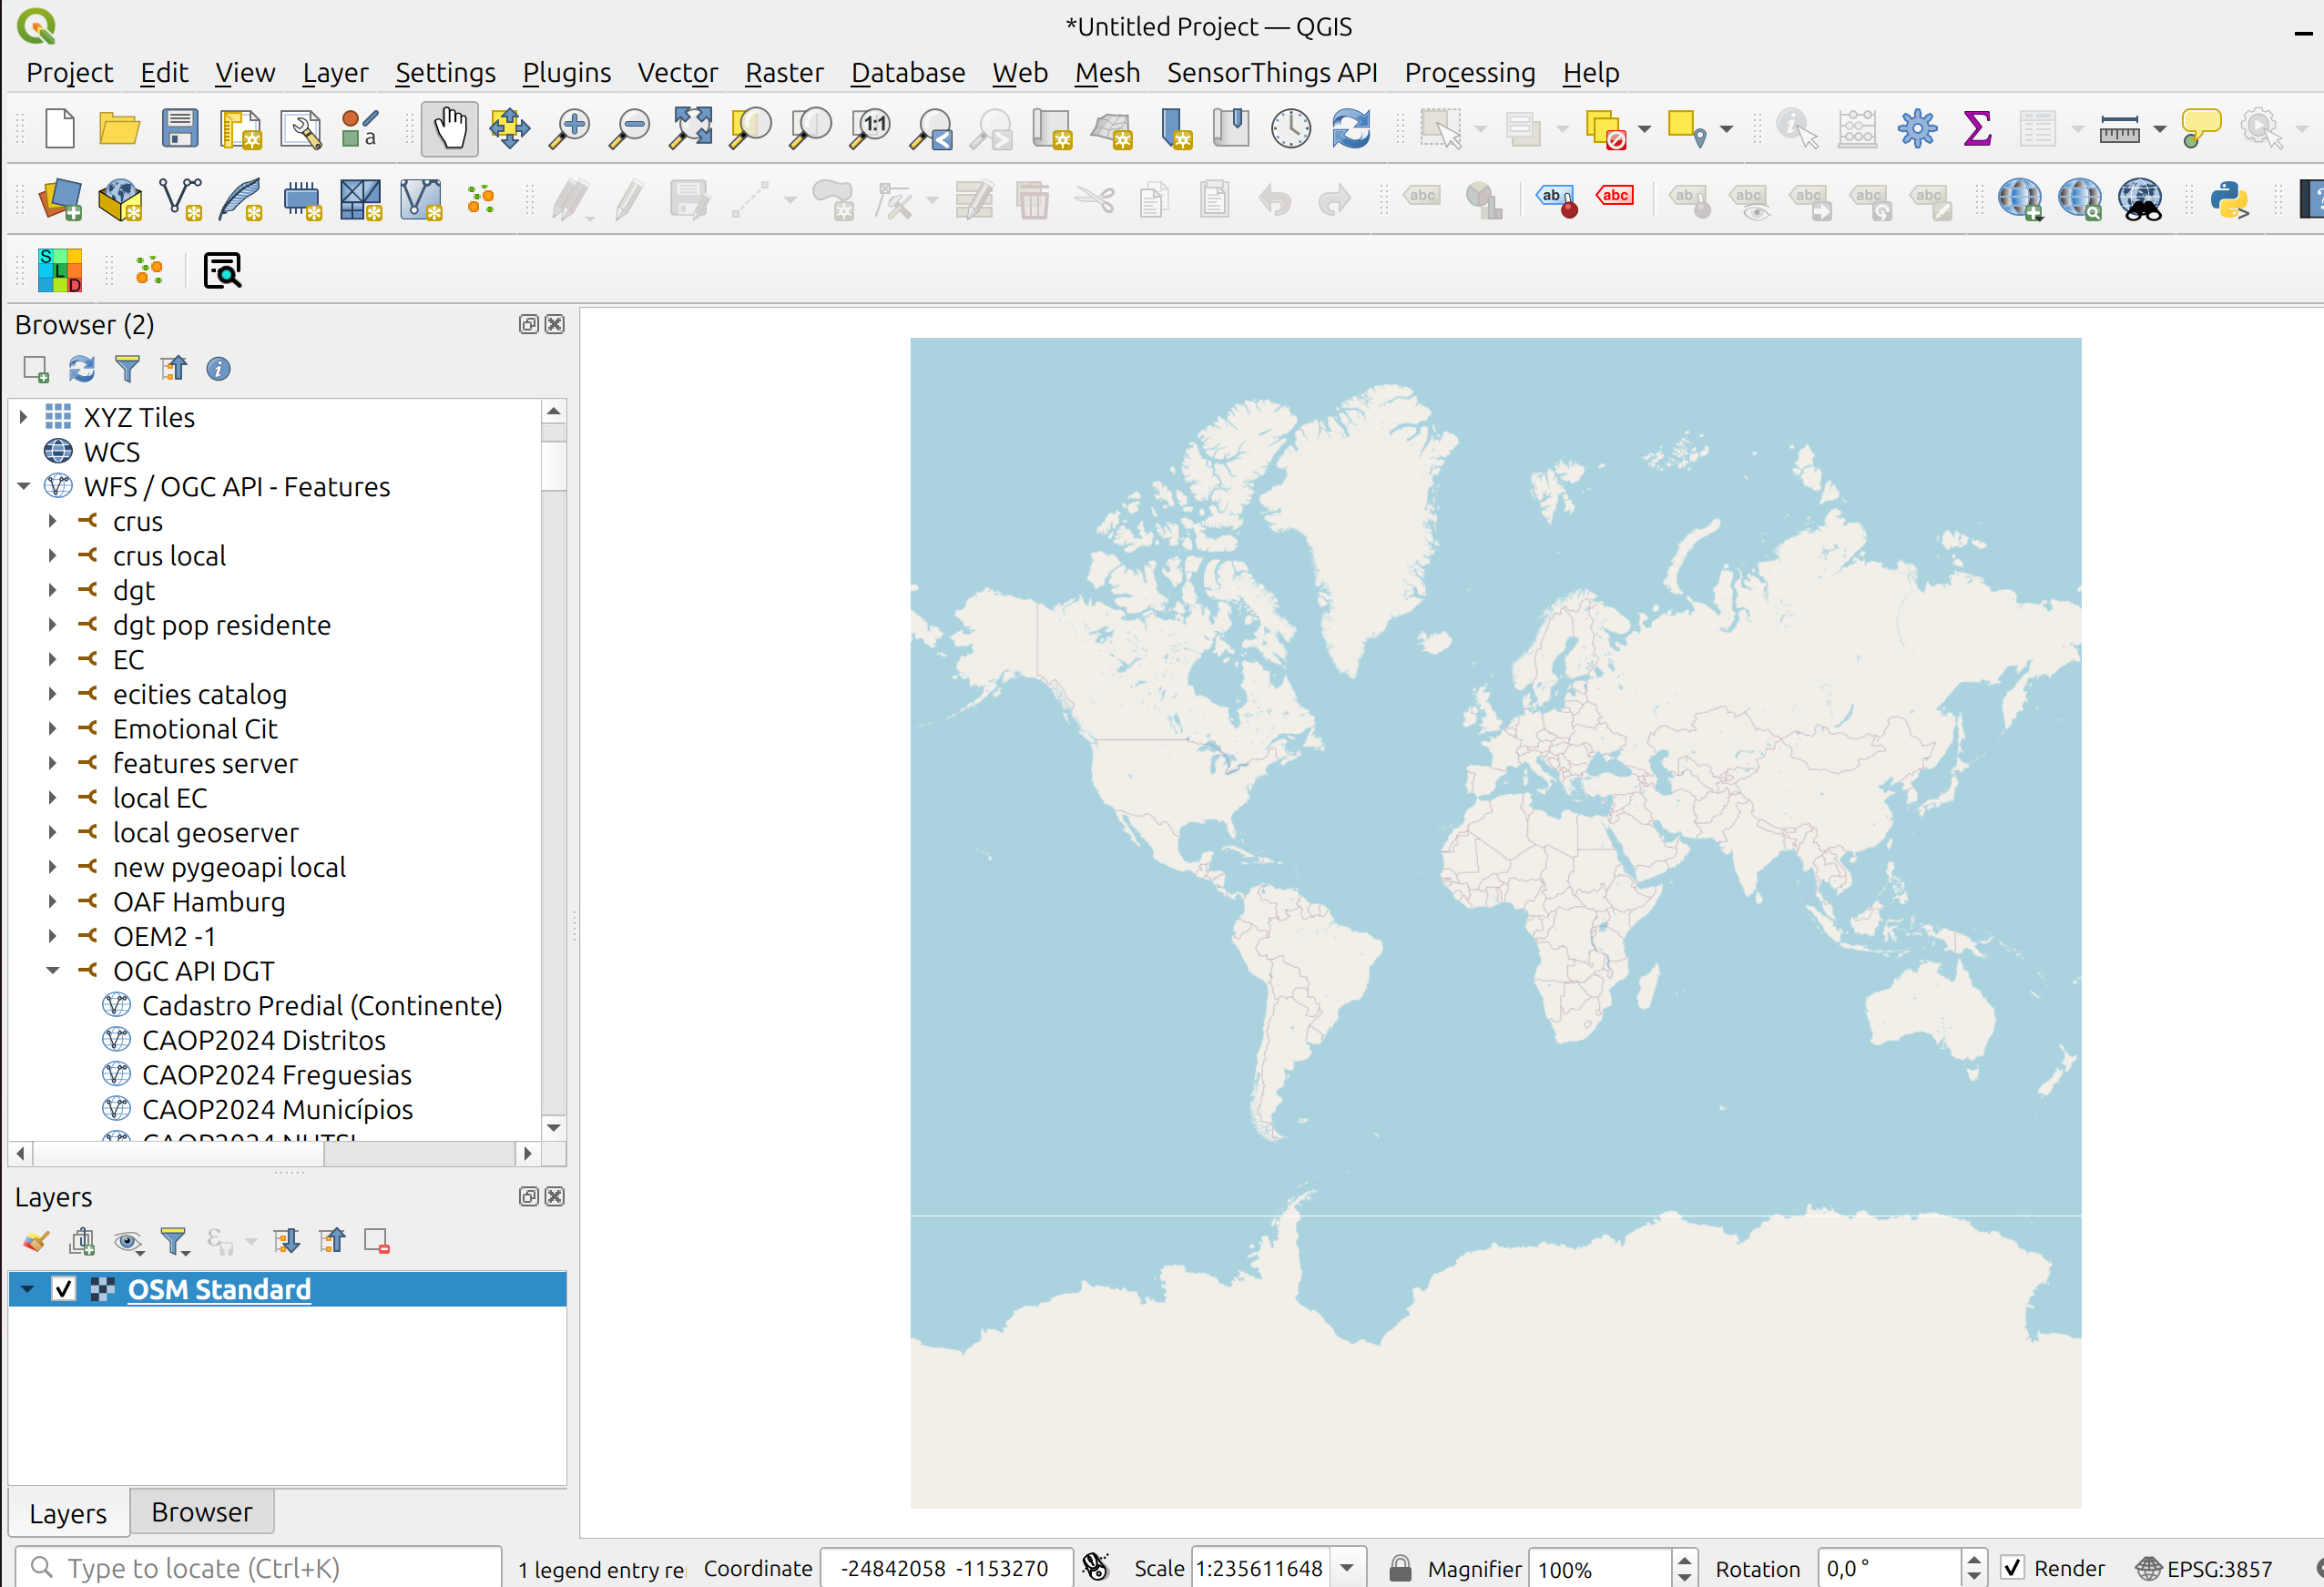 *Untitled Project — QGIS
Project Edit View Layer Settings Plugins Vector Raster Database Web Mesh SensorThings API Processing Help
Browser (2)
XYZ Tiles
WCS
WFS / OGC API - Features
crus
crus local
dgt
dgt pop residente
EC
ecities catalog
Emotional Cit
features server
local EC
local geoserver
new pygeoapi local
OAF Hamburg
OEM2 -1
OGC API DGT
Cadastro Predial (Continente)
CAOP2024 Distritos
CAOP2024 Freguesias
CAOP2024 Municípios
CAOP2024 NUTSI
Layers
OSM Standard
Layers Browser
Type to locate (Ctrl+K) 1 legend entry re Coordinate -24842058 -1153270 Scale 1:235611648 Magnifier 100% Rotation 0,0 ° Render EPSG:3857